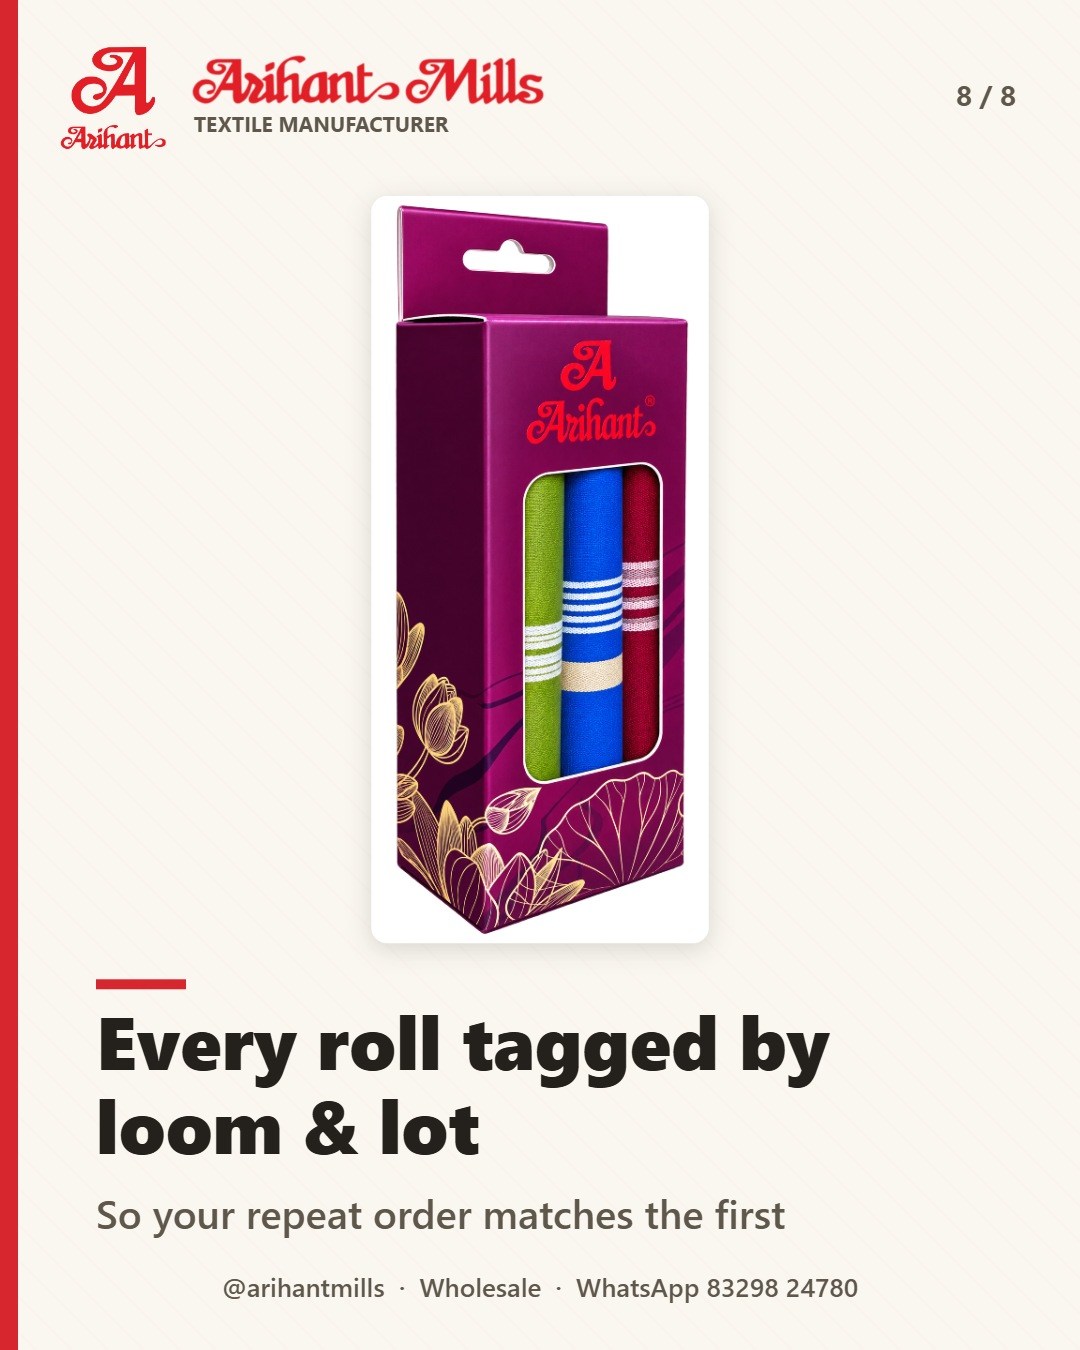 A
Arihant
Arihant Mills
TEXTILE MANUFACTURER
8 / 8
A
Arihant®
Every roll tagged by
loom & lot
So your repeat order matches the first
@arihantmills · Wholesale · WhatsApp 83298 24780